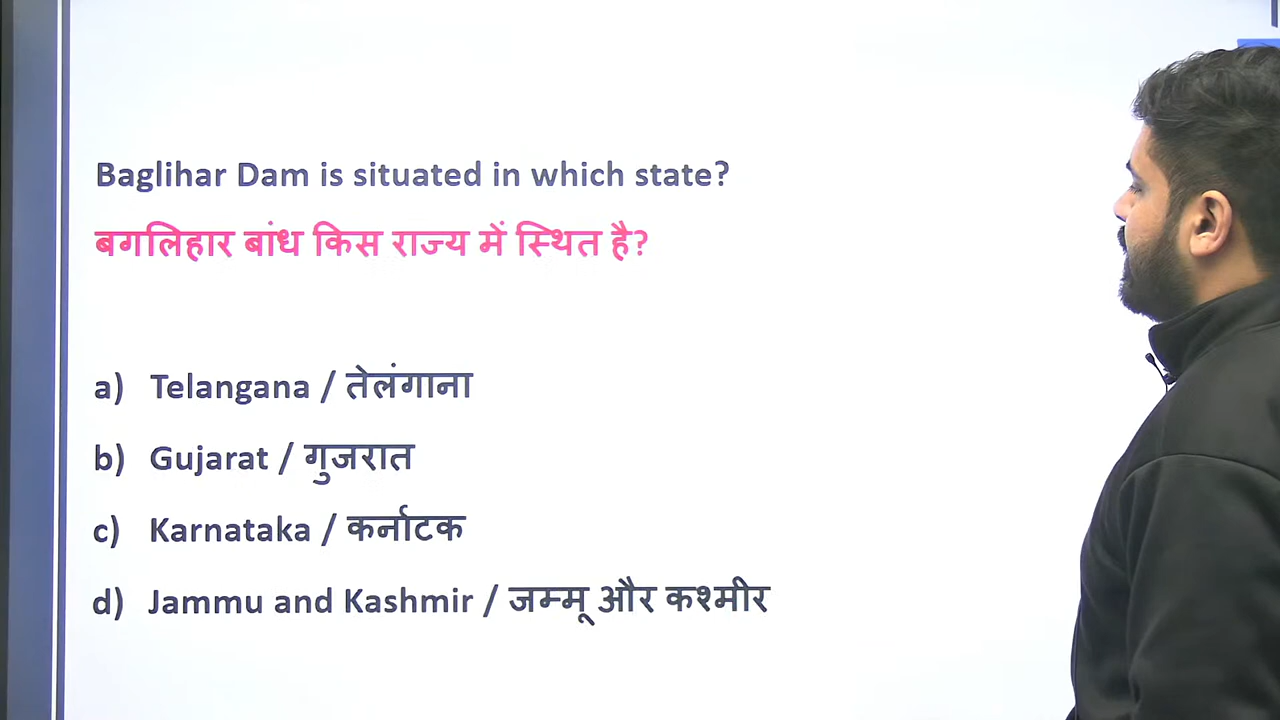 Baglihar Dam is situated in which state?
बगलिहार बांध किस राज्य में स्थित है?
a) Telangana / तेलंगाना
b) Gujarat / गुजरात
c) Karnataka / कर्नाटक
d) Jammu and Kashmir / जम्मू और कश्मीर